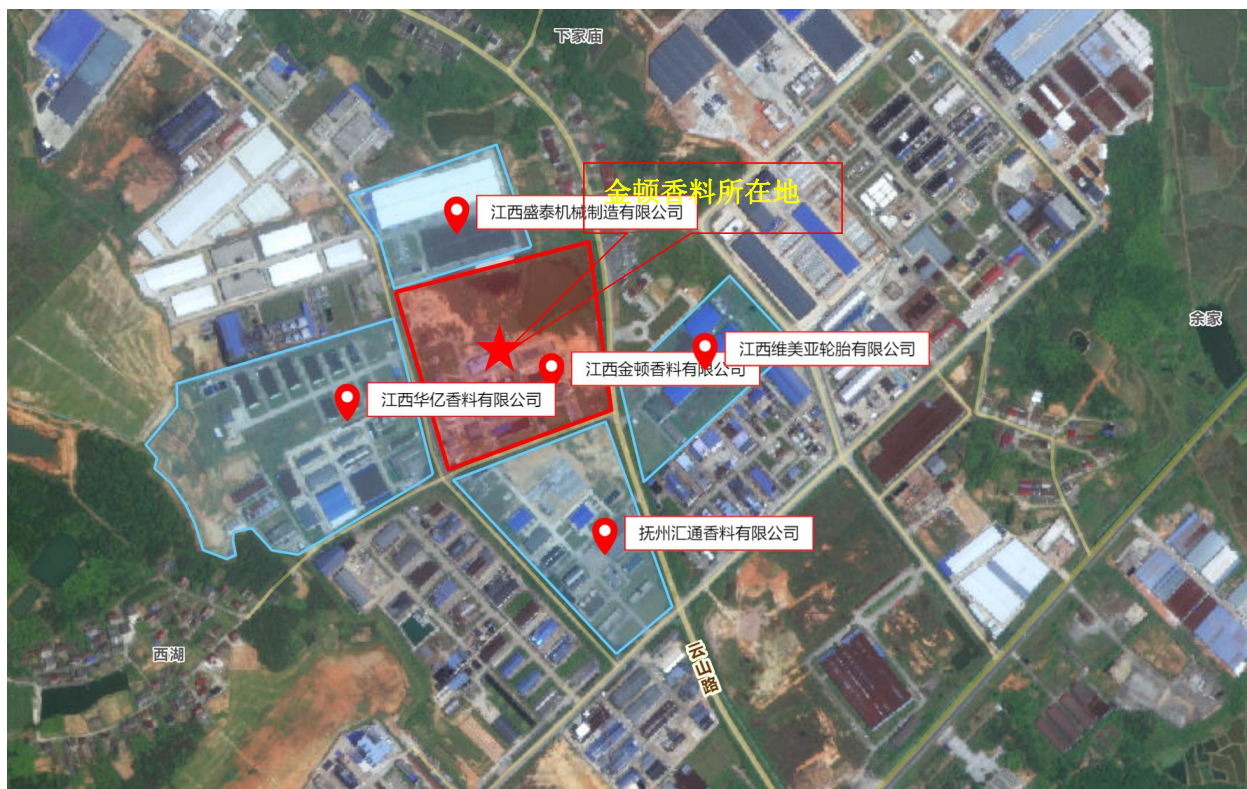 下家庙
金顿香料所在地
江西盛泰机械制造有限公司
余家
江西维美亚轮胎有限公司
江西金顿香料有限公司
江西华亿香料有限公司
抚州汇通香料有限公司
西湖
云山路